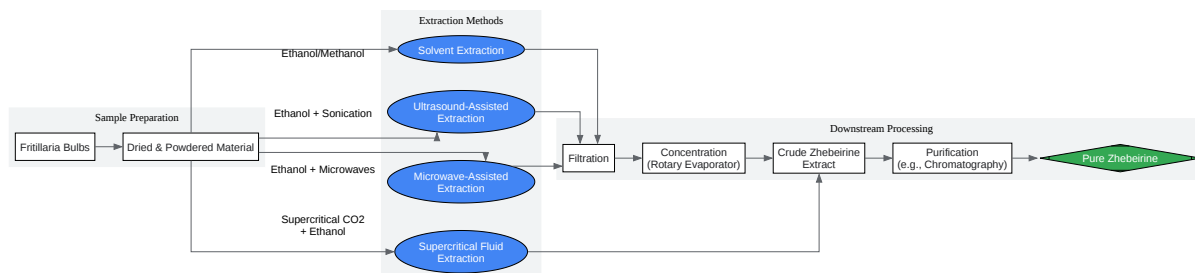 Extraction Methods
Ethanol/Methanol
Solvent Extraction
Sample Preparation
Ethanol + Sonication
Ultrasound-Assisted
Extraction
Downstream Processing
Fritillaria Bulbs
Dried & Powdered Material
Ethanol + Microwaves
Microwave-Assisted
Extraction
Filtration
Concentration
(Rotary Evaporator)
Crude Zhebeirine
Extract
Purification
(e.g., Chromatography)
Pure Zhebeirine
Supercritical CO2
+ Ethanol
Supercritical Fluid
Extraction